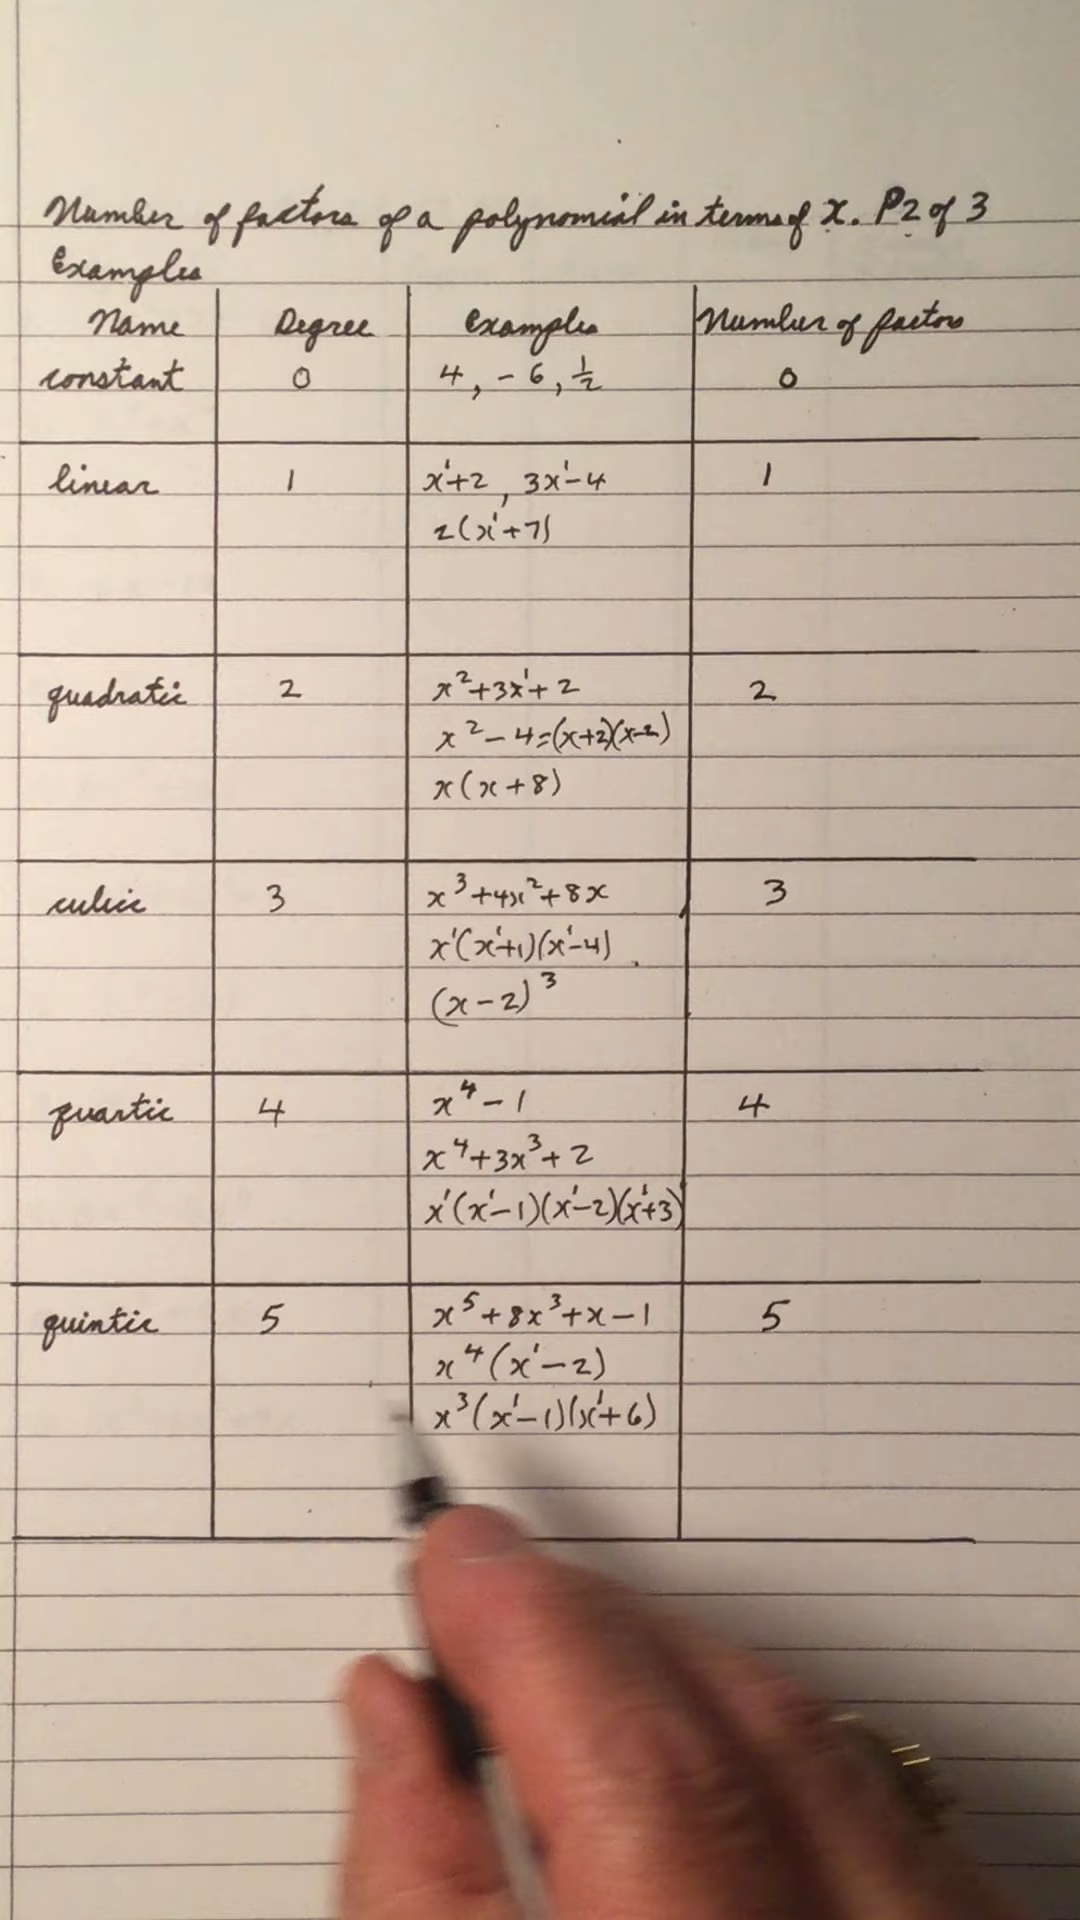 Number of factors of a polynomial in terms of x. P2 of 3
Examples
Name Degree Examples Number of factors
constant 0 4, -6, 1/2 0
linear 1 x¹+2, 3x¹-4 1
2(x¹+7)
quadratic 2 x²+3x¹+2 2
x²-4=(x+2)(x-2)
x(x+8)
cubic 3 x³+4x²+8x 3
x¹(x¹+1)(x¹-4)
(x-2)³
quartic 4 x⁴-1 4
x⁴+3x³+2
x¹(x¹-1)(x¹-2)(x¹+3)
quintic 5 x⁵+8x³+x-1 5
x⁴(x¹-2)
x³(x¹-1)(x¹+6)